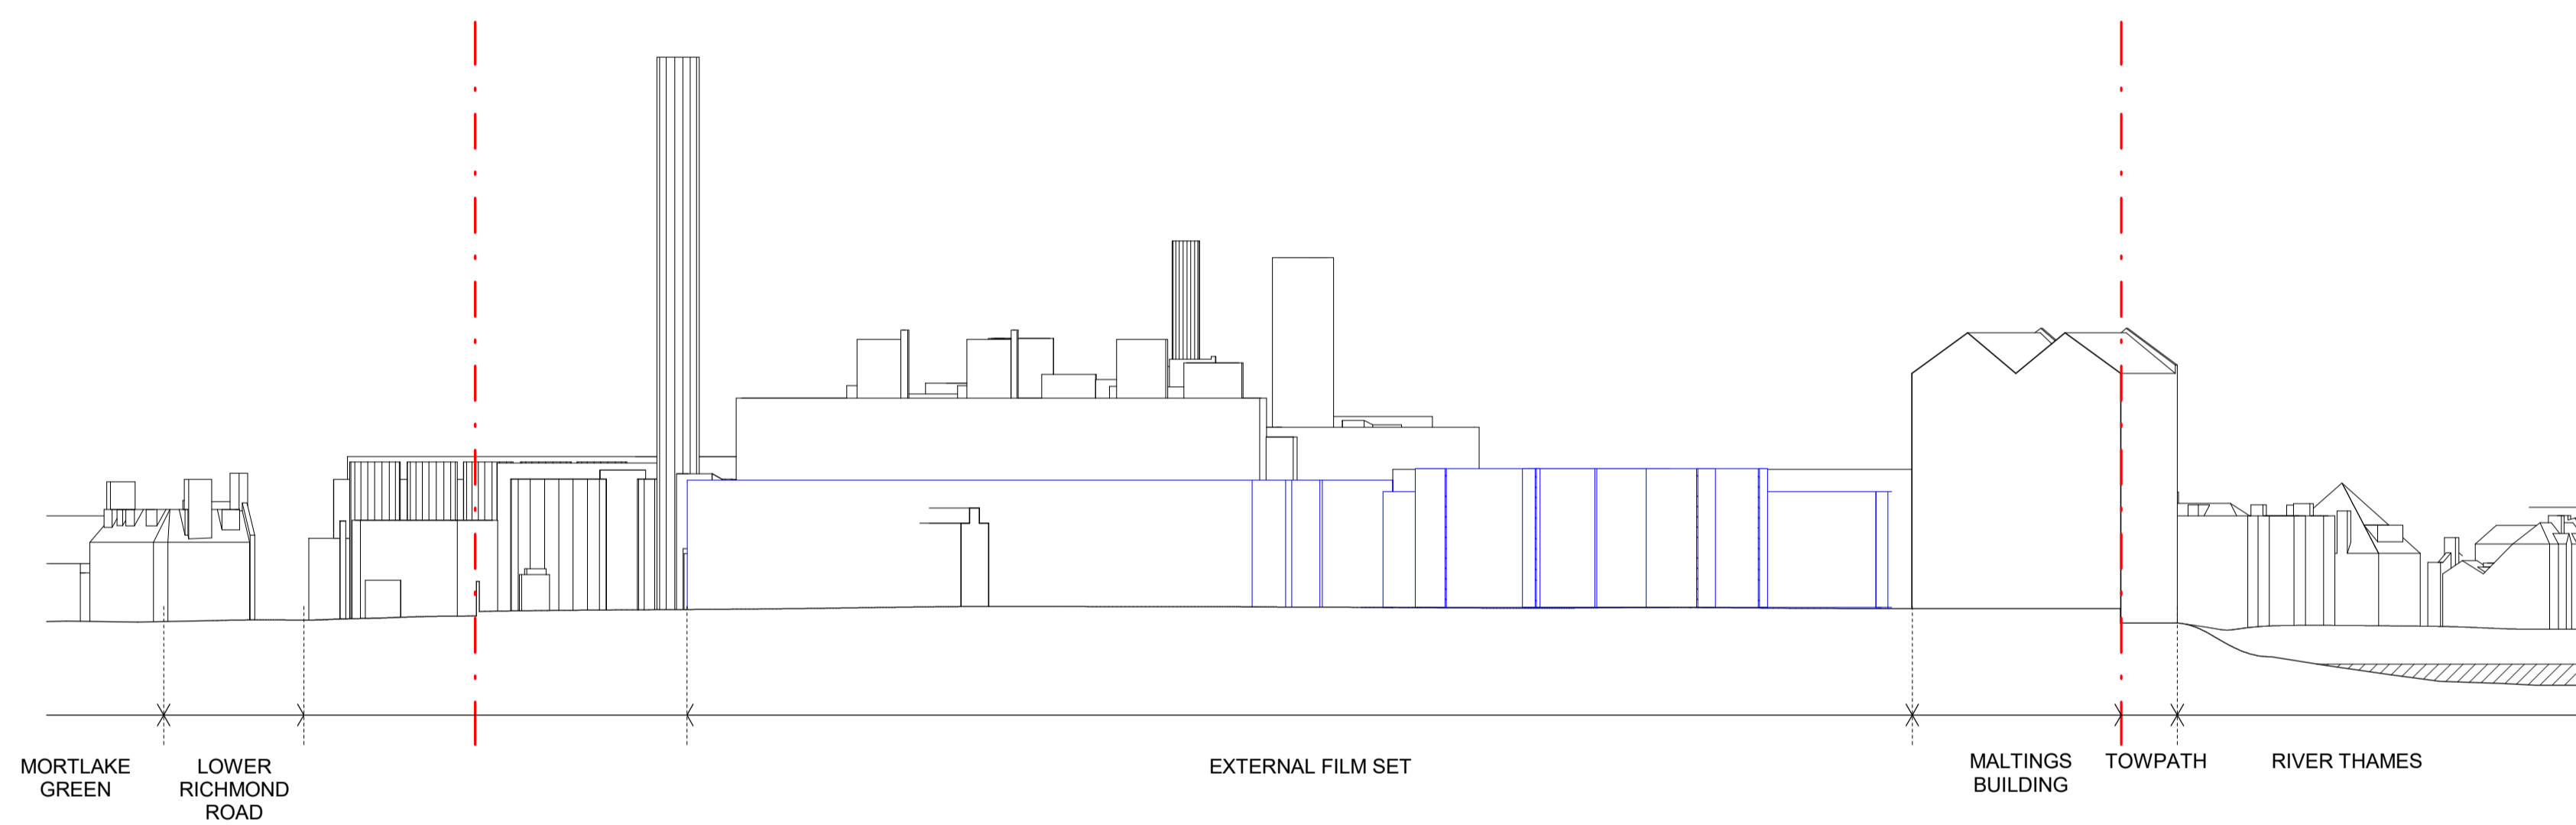 MORTLAKE
GREEN
LOWER
RICHMOND
ROAD
EXTERNAL FILM SET
MALTINGS
BUILDING
TOWPATH
RIVER THAMES